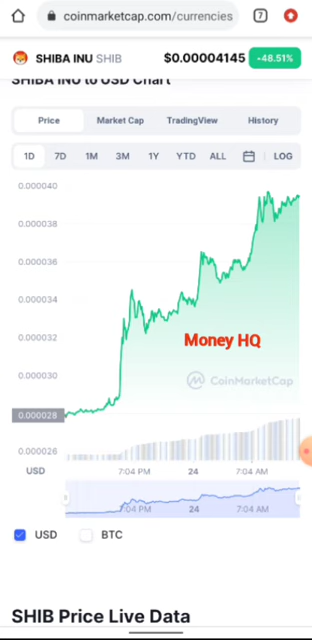 coinmarketcap.com/currencies
7
SHIBA INU SHIB
$0.00004145
-48.51%
SHIBA INU to USD Chart
Price
Market Cap
TradingView
History
1D
7D
1M
3M
1Y
YTD
ALL
LOG
0.000040
0.000038
0.000036
0.000034
0.000032
0.000030
0.000028
0.000026
Money HQ
CoinMarketCap
USD
7:04 PM
24
7:04 AM
7:04 PM
24
7:04 AM
USD
BTC
SHIB Price Live Data